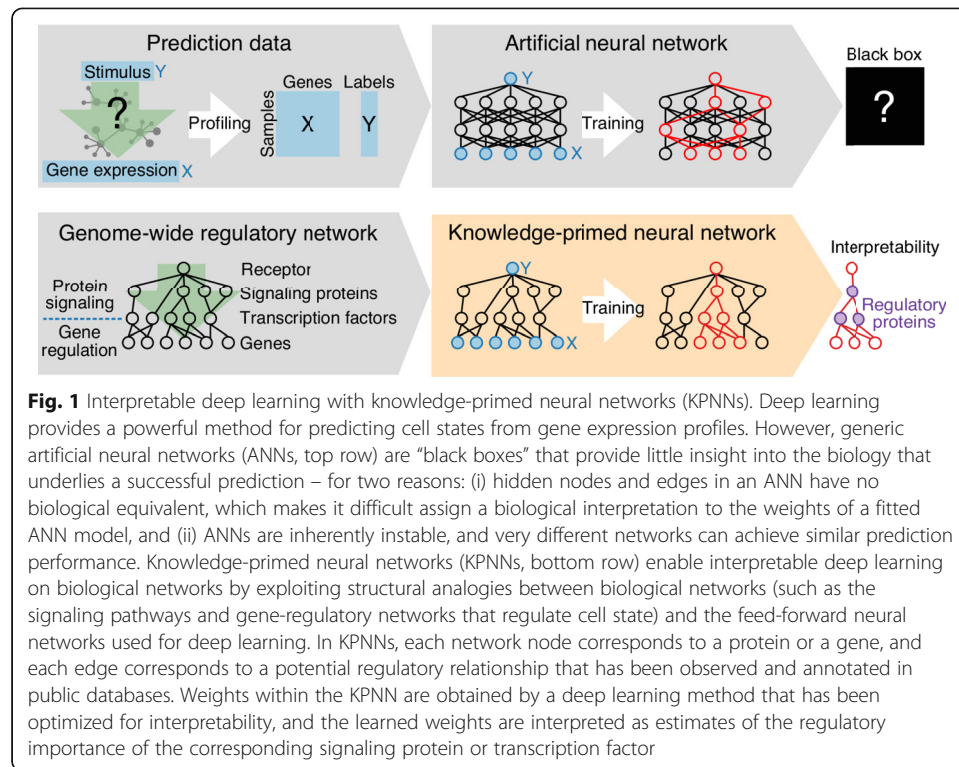 Prediction data
Stimulus Y
?
Gene expression X
Profiling
Genes
Labels
Samples
X
Y
Artificial neural network
Y
X
Training
Black box
?
Genome-wide regulatory network
Protein
signaling
Gene
regulation
Receptor
Signaling proteins
Transcription factors
Genes
Knowledge-primed neural network
Y
X
Training
Interpretability
Regulatory
proteins
Fig. 1 Interpretable deep learning with knowledge-primed neural networks (KPNNs). Deep learning
provides a powerful method for predicting cell states from gene expression profiles. However, generic
artificial neural networks (ANNs, top row) are “black boxes” that provide little insight into the biology that
underlies a successful prediction – for two reasons: (i) hidden nodes and edges in an ANN have no
biological equivalent, which makes it difficult assign a biological interpretation to the weights of a fitted
ANN model, and (ii) ANNs are inherently instable, and very different networks can achieve similar prediction
performance. Knowledge-primed neural networks (KPNNs, bottom row) enable interpretable deep learning
on biological networks by exploiting structural analogies between biological networks (such as the
signaling pathways and gene-regulatory networks that regulate cell state) and the feed-forward neural
networks used for deep learning. In KPNNs, each network node corresponds to a protein or a gene, and
each edge corresponds to a potential regulatory relationship that has been observed and annotated in
public databases. Weights within the KPNN are obtained by a deep learning method that has been
optimized for interpretability, and the learned weights are interpreted as estimates of the regulatory
importance of the corresponding signaling protein or transcription factor